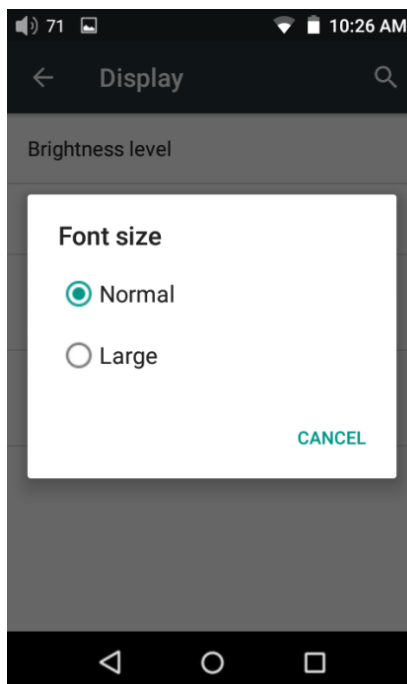 71 10:26 AM
Display
Brightness level
Font size
Normal
Large
CANCEL